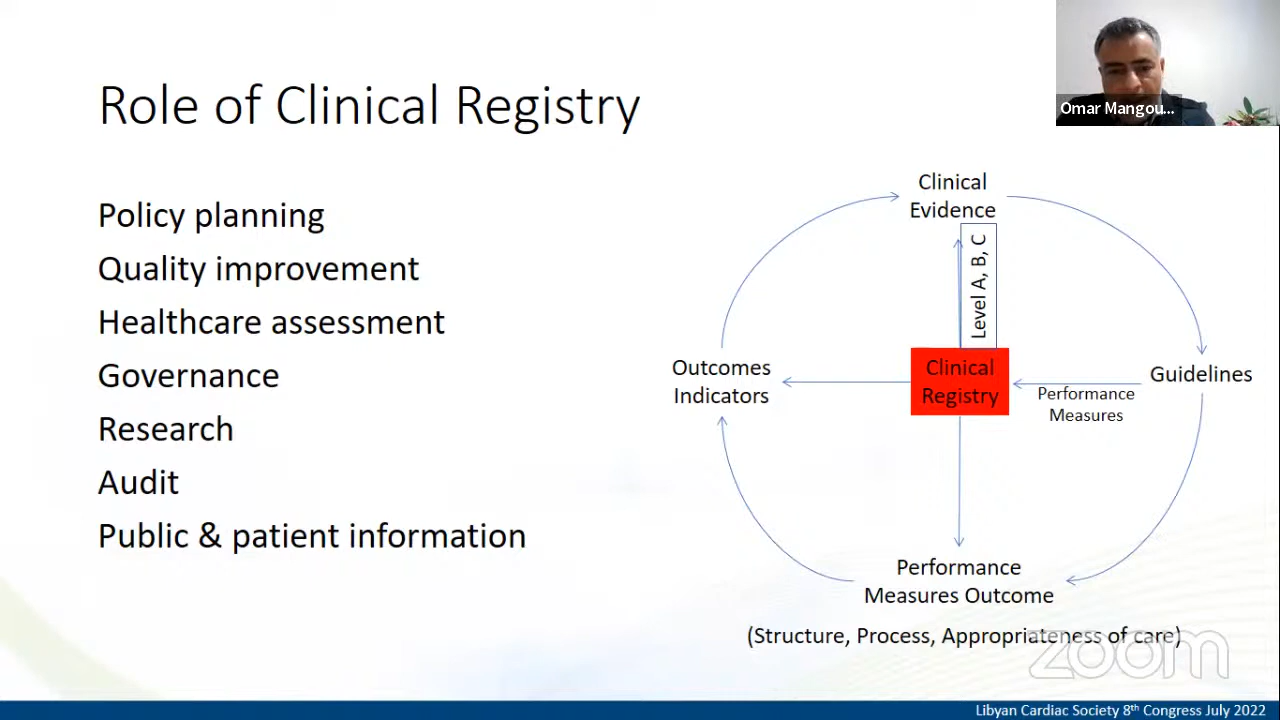 Role of Clinical Registry
Omar Mangou...
Policy planning
Quality improvement
Healthcare assessment
Governance
Research
Audit
Public & patient information
Clinical
Evidence
Level A, B, C
Outcomes
Indicators
Clinical
Registry
Performance
Measures
Guidelines
Performance
Measures Outcome
(Structure, Process, Appropriateness of care)
zoom
Libyan Cardiac Society 8th Congress July 2022